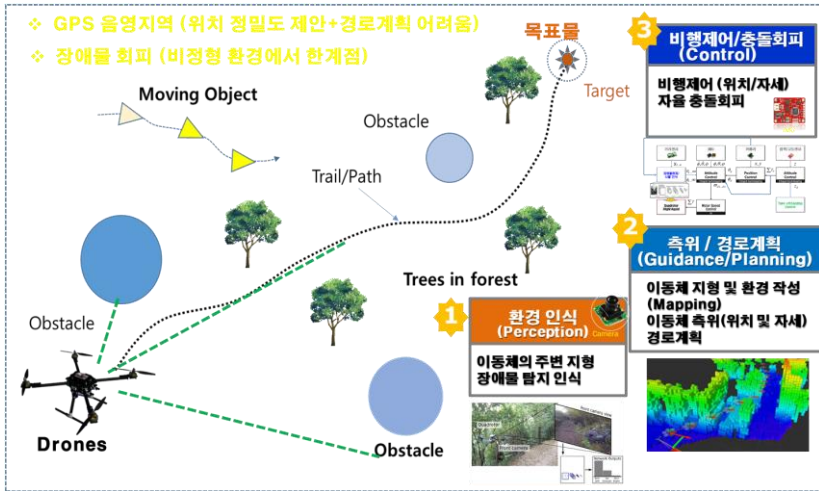 ❖ GPS 음영지역 (위치 정밀도 제안+경로계획 어려움)
❖ 장애물 회피 (비정형 환경에서 한계점)
Moving Object
목표물
Target
Obstacle
Trail/Path
Trees in forest
Obstacle
Drones
Obstacle
1
환경 인식
(Perception)
Camera
이동체의 주변 지형
장애물 탐지 인식
2
측위 / 경로계획
(Guidance/Planning)
이동체 지형 및 환경 작성
(Mapping)
이동체 측위(위치 및 자세)
경로계획
3
비행제어/충돌회피
(Control)
비행제어 (위치/자세)
자율 충돌회피